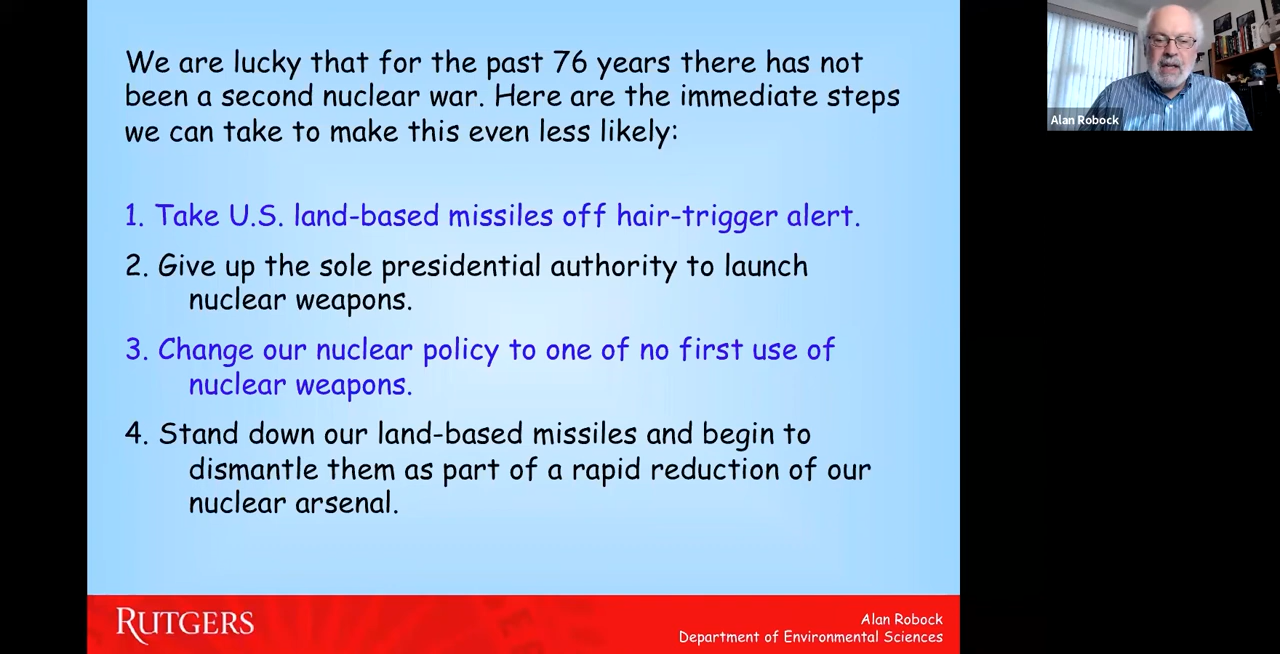 We are lucky that for the past 76 years there has not
been a second nuclear war. Here are the immediate steps
we can take to make this even less likely:
1. Take U.S. land-based missiles off hair-trigger alert.
2. Give up the sole presidential authority to launch
nuclear weapons.
3. Change our nuclear policy to one of no first use of
nuclear weapons.
4. Stand down our land-based missiles and begin to
dismantle them as part of a rapid reduction of our
nuclear arsenal.
RUTGERS
Alan Robock
Department of Environmental Sciences
Alan Robock